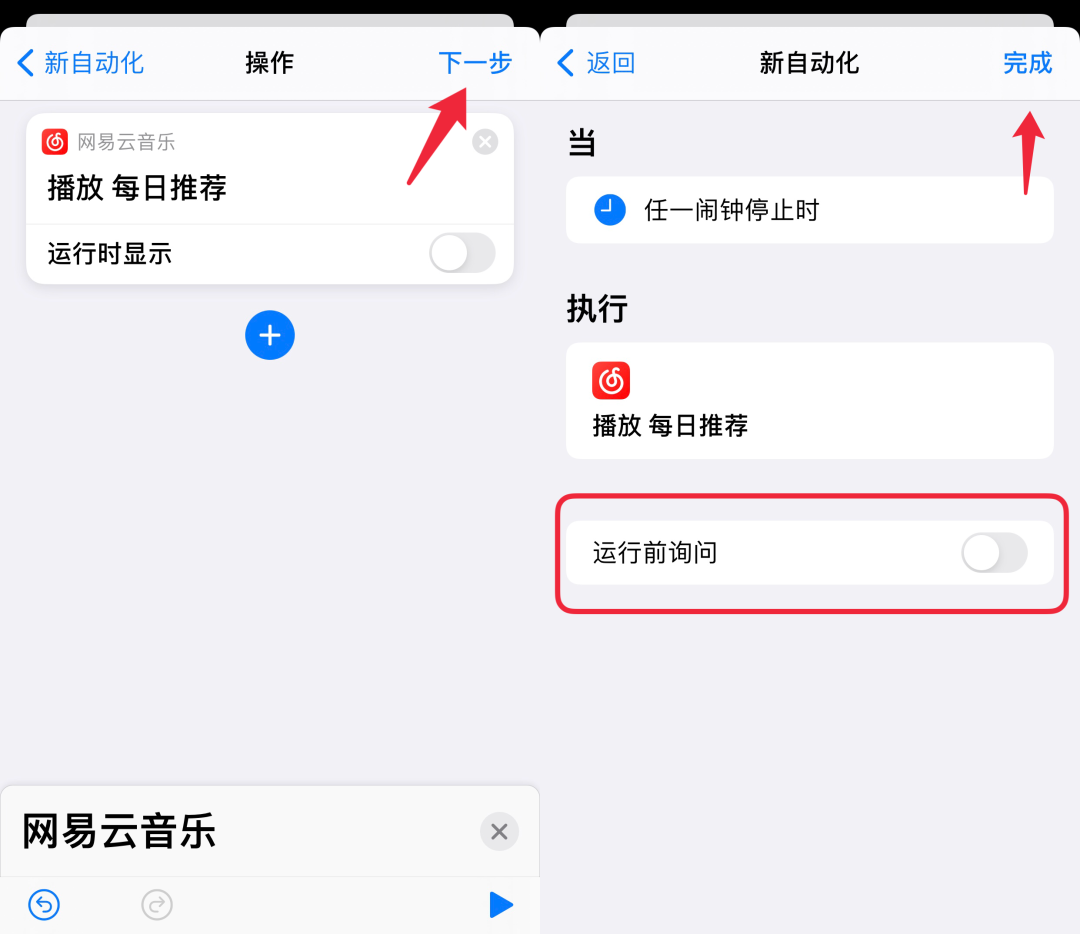 新自动化
操作
下一步
网易云音乐
播放 每日推荐
运行时显示
网易云音乐
返回
新自动化
完成
当
任一闹钟停止时
执行
播放 每日推荐
运行前询问